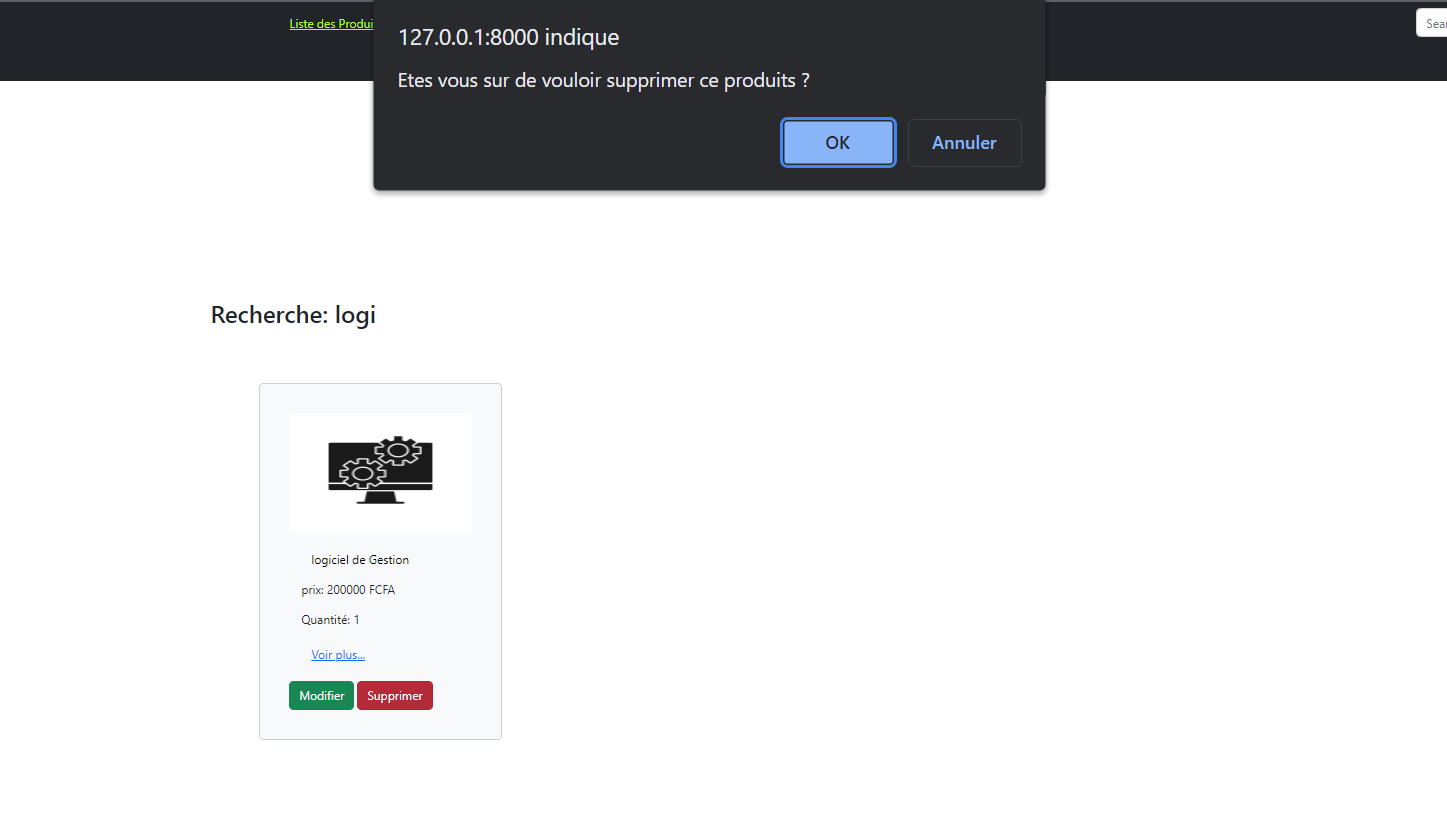 Liste des Produi
127.0.0.1:8000 indique
Sear
Etes vous sur de vouloir supprimer ce produits ?
OK Annuler
Recherche: logi
logiciel de Gestion
prix: 200000 FCFA
Quantité: 1
Voir plus...
Modifier Supprimer